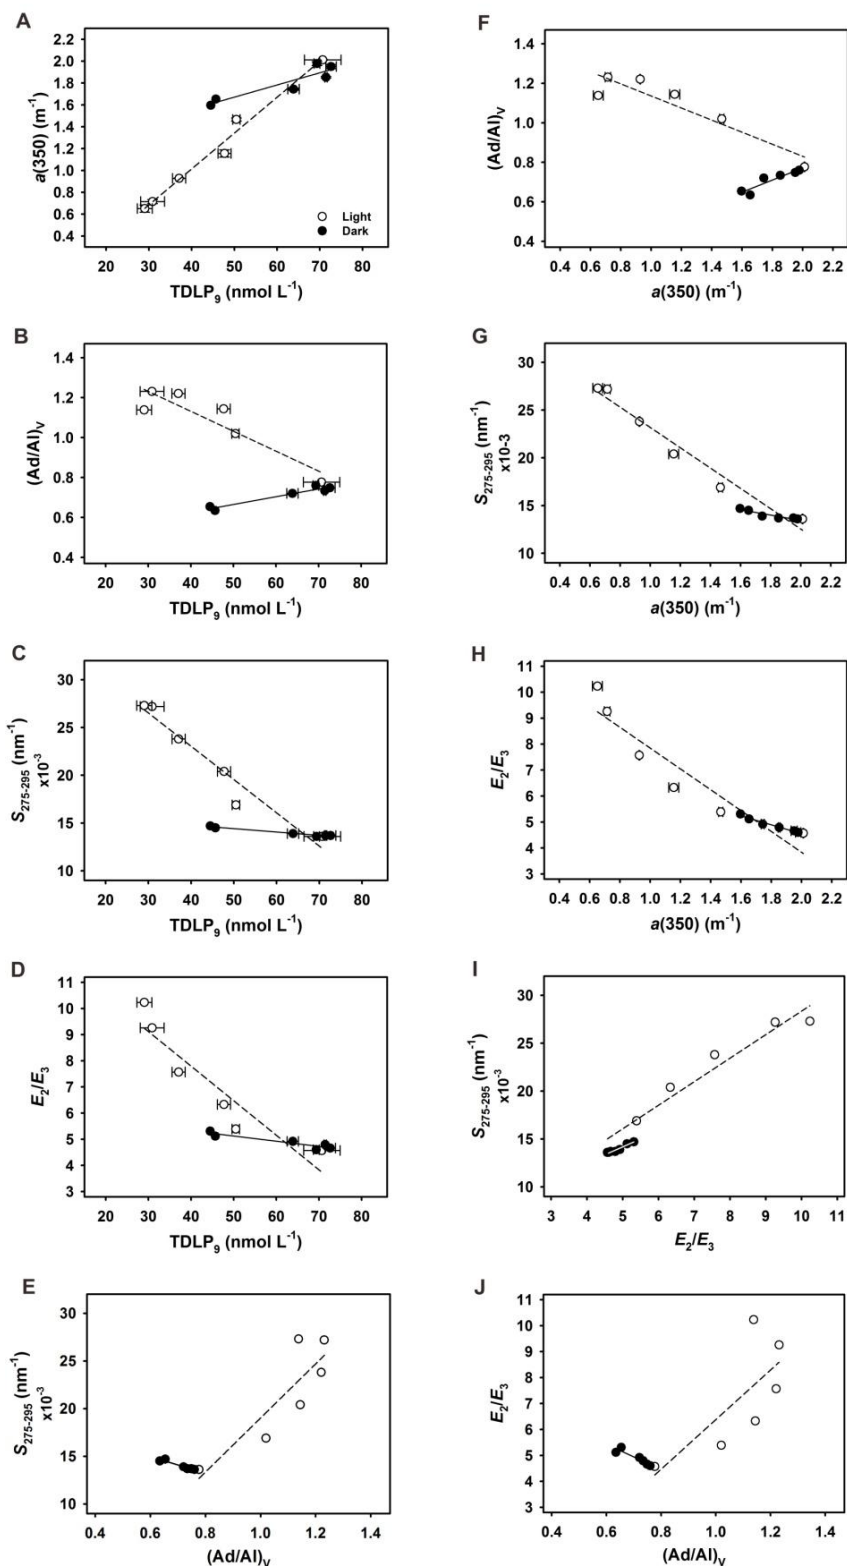 A
a(350) (m⁻¹)
2.2
2.0
1.8
1.6
1.4
1.2
1.0
0.8
0.6
0.4
Light
Dark
20 30 40 50 60 70 80
TDLP₉ (nmol L⁻¹)
F
(Ad/Al)ᵥ
1.4
1.2
1.0
0.8
0.6
0.4
0.4 0.6 0.8 1.0 1.2 1.4 1.6 1.8 2.0 2.2
a(350) (m⁻¹)
B
(Ad/Al)ᵥ
1.4
1.2
1.0
0.8
0.6
0.4
20 30 40 50 60 70 80
TDLP₉ (nmol L⁻¹)
G
S₂₇₅₋₂₉₅ (nm⁻¹)
x10-3
30
25
20
15
10
0.4 0.6 0.8 1.0 1.2 1.4 1.6 1.8 2.0 2.2
a(350) (m⁻¹)
C
S₂₇₅₋₂₉₅ (nm⁻¹)
x10⁻³
30
25
20
15
10
20 30 40 50 60 70 80
TDLP₉ (nmol L⁻¹)
H
E₂/E₃
11
10
9
8
7
6
5
4
3
0.4 0.6 0.8 1.0 1.2 1.4 1.6 1.8 2.0 2.2
a(350) (m⁻¹)
D
E₂/E₃
11
10
9
8
7
6
5
4
3
20 30 40 50 60 70 80
TDLP₉ (nmol L⁻¹)
I
S₂₇₅₋₂₉₅ (nm⁻¹)
x10⁻³
30
25
20
15
10
3 4 5 6 7 8 9 10 11
E₂/E₃
E
S₂₇₅₋₂₉₅ (nm⁻¹)
x10⁻³
30
25
20
15
10
0.4 0.6 0.8 1.0 1.2 1.4
(Ad/Al)ᵥ
J
E₂/E₃
11
10
9
8
7
6
5
4
3
0.4 0.6 0.8 1.0 1.2 1.4
(Ad/Al)ᵥ